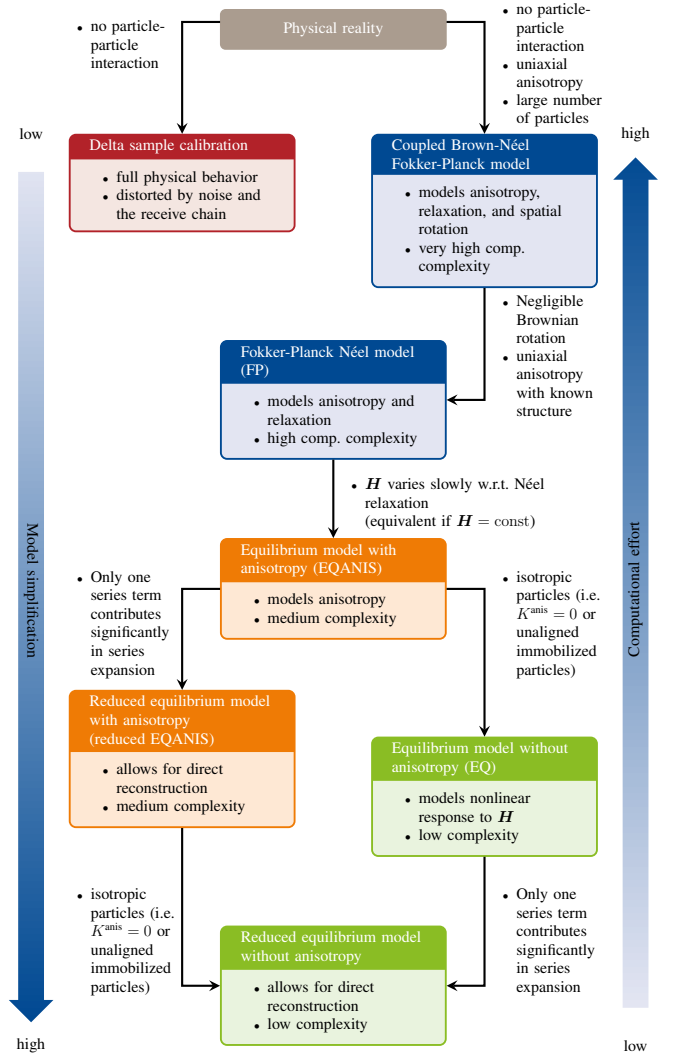 Physical reality
• no particle-
particle
interaction
• no particle-
particle
interaction
• uniaxial
anisotropy
• large number
of particles
low
high
Delta sample calibration
• full physical behavior
• distorted by noise and
the receive chain
Coupled Brown-Néel
Fokker-Planck model
• models anisotropy,
relaxation, and spatial
rotation
• very high comp.
complexity
• Negligible
Brownian
rotation
• uniaxial
anisotropy
with known
structure
Fokker-Planck Néel model
(FP)
• models anisotropy and
relaxation
• high comp. complexity
• H varies slowly w.r.t. Néel
relaxation
(equivalent if H = const)
Model simplification
Computational effort
Equilibrium model with
anisotropy (EQANIS)
• models anisotropy
• medium complexity
• Only one
series term
contributes
significantly
in series
expansion
• isotropic
particles (i.e.
K^anis = 0 or
unaligned
immobilized
particles)
Reduced equilibrium model
with anisotropy
(reduced EQANIS)
• allows for direct
reconstruction
• medium complexity
Equilibrium model without
anisotropy (EQ)
• models nonlinear
response to H
• low complexity
• isotropic
particles (i.e.
K^anis = 0 or
unaligned
immobilized
particles)
• Only one
series term
contributes
significantly
in series
expansion
Reduced equilibrium model
without anisotropy
• allows for direct
reconstruction
• low complexity
high
low